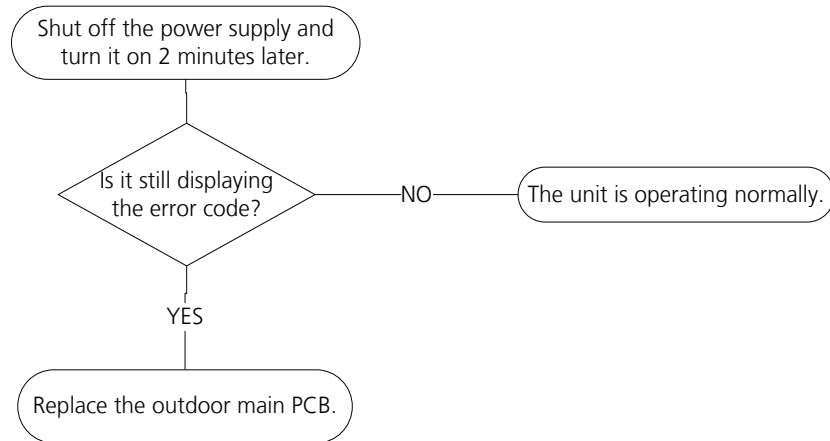 Shut off the power supply and
turn it on 2 minutes later.
Is it still displaying
the error code?
NO
The unit is operating normally.
YES
Replace the outdoor main PCB.